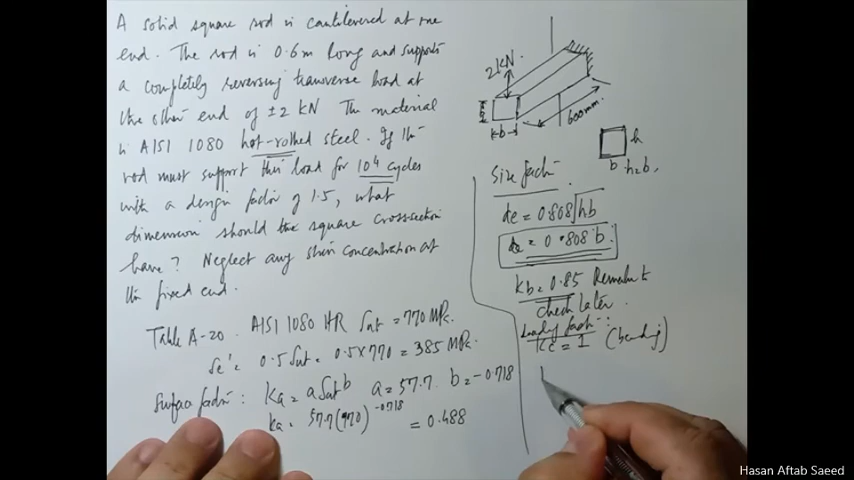 A solid square rod is cantilevered at one
end. The rod is 0.6m long and supports
a completely reversing transverse load at
the other end of ±2 kN The material
is AISI 1080 hot-rolled steel. If the
rod must support this load for 10^4 cycles
with a design factor of 1.5, what
dimension should the square cross-section
have? Neglect any stress concentration at
the fixed end.
Table A-20. AISI 1080 HR Sut = 770 MPa.
Se' = 0.5 Sut = 0.5x770 = 385 MPa.
Surface factor: Ka = a Sut^b a = 57.7. b = -0.718
ka = 57.7(770)^-0.718 = 0.488
2kN
b
600mm.
h
b h=b,
Size factor.
de = 0.808√hb
de = 0.808 b.
kb = 0.85 Remember to
check later.
Loading factor:
kc = 1 (bending)
Hasan Aftab Saeed